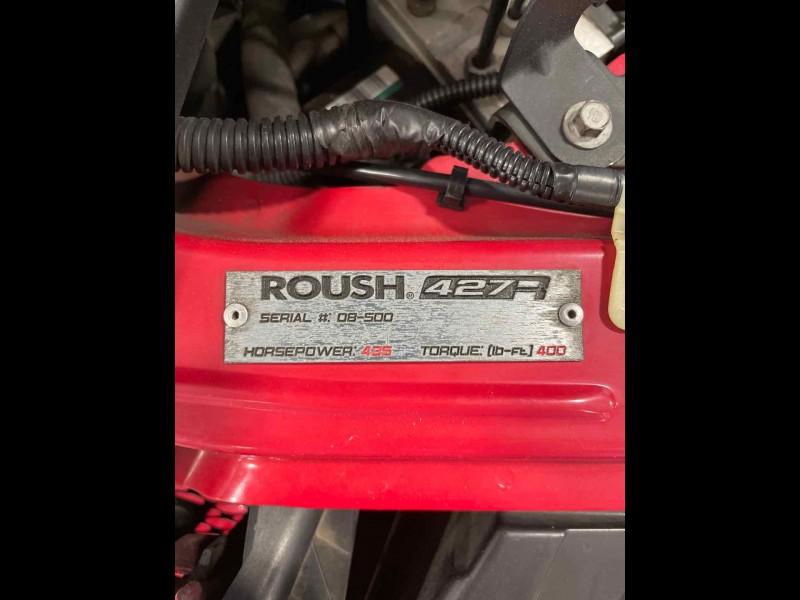 ROUSH® 427R
SERIAL #: 08-500
HORSEPOWER: 435 TORQUE: (lb-ft) 400